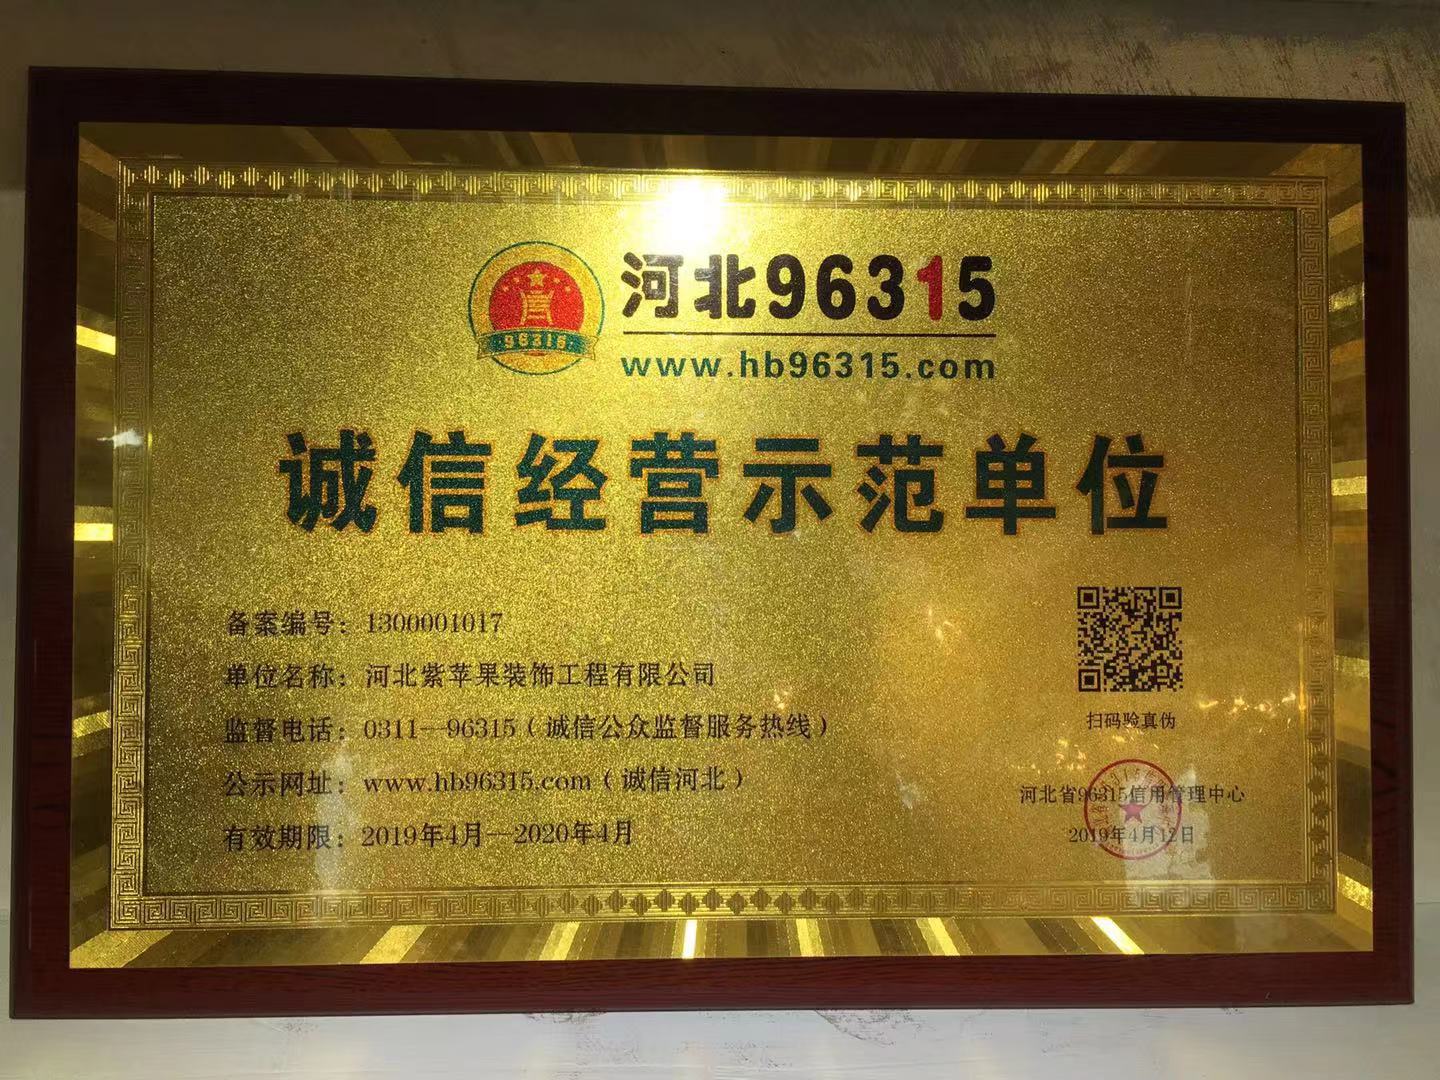 河北96315
www.hb96315.com
96315
诚信经营示范单位
备案编号：1300001017
单位名称：河北紫苹果装饰工程有限公司
监督电话：0311—96315（诚信公众监督服务热线）
公示网址：www.hb96315.com（诚信河北）
有效期限：2019年4月—2020年4月
扫码验真伪
河北省96315信用管理中心
2019年4月12日